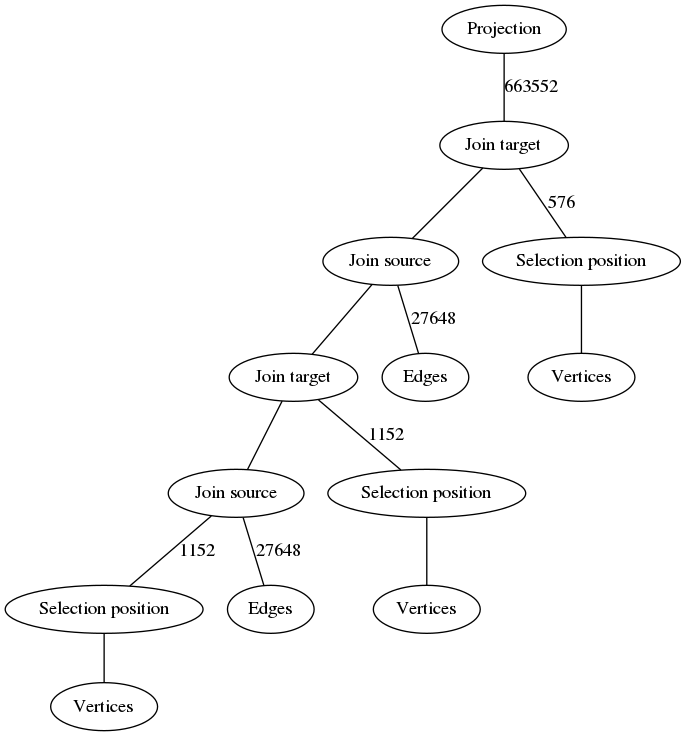 Projection
663552
Join target
576
Join source
Selection position
27648
Join target
Edges
Vertices
1152
Join source
Selection position
1152
27648
Selection position
Edges
Vertices
Vertices